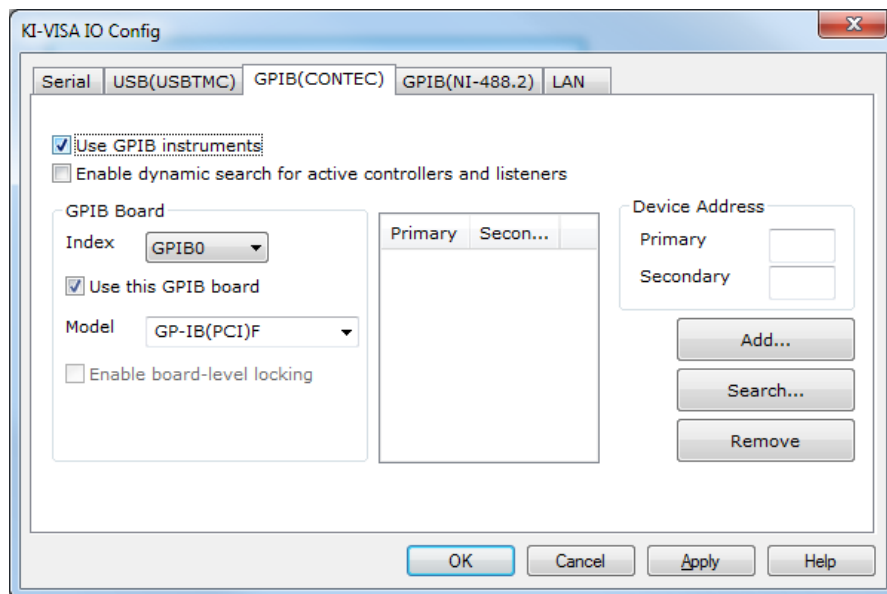 KI-VISA IO Config
Serial USB(USBTMC) GPIB(CONTEC) GPIB(NI-488.2) LAN
Use GPIB instruments
Enable dynamic search for active controllers and listeners
GPIB Board
Index GPIB0
Use this GPIB board
Model GP-IB(PCI)F
Enable board-level locking
Primary Secon...
Device Address
Primary
Secondary
Add...
Search...
Remove
OK Cancel Apply Help